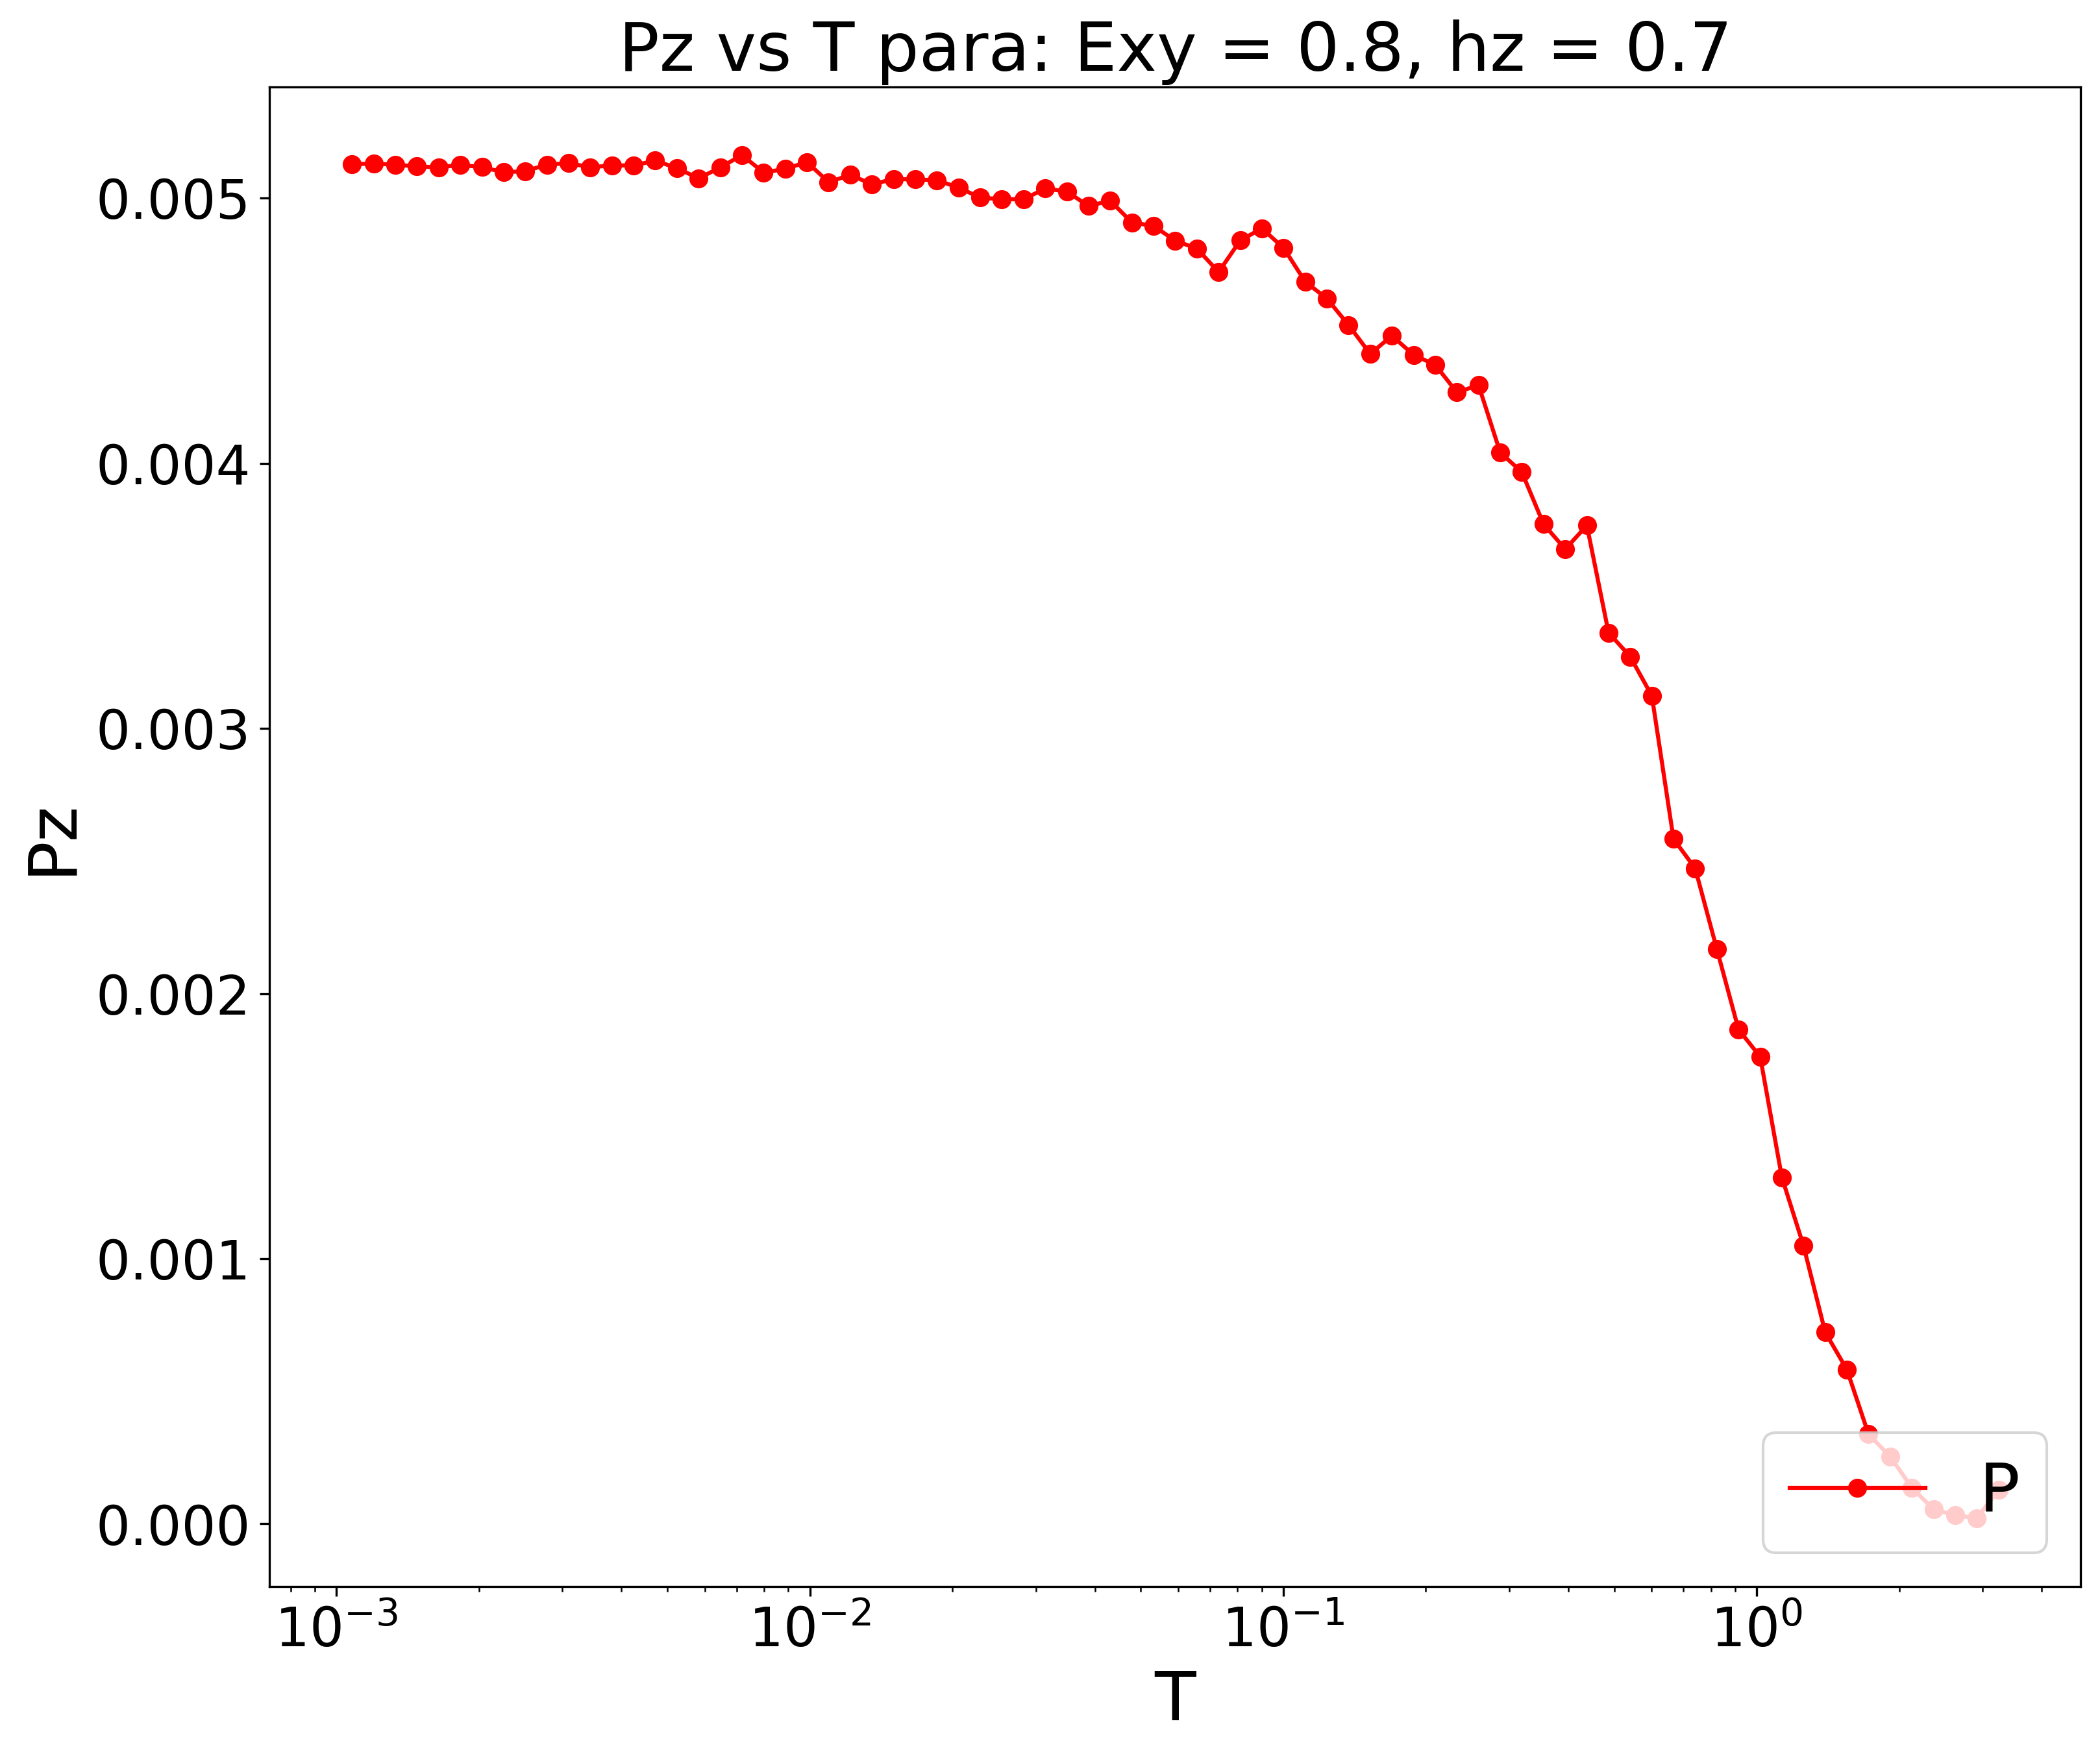 Pz vs T para: Exy = 0.8, hz = 0.7
0.005
0.004
0.003
0.002
0.001
0.000
Pz
P
10⁻³ 10⁻² 10⁻¹ 10⁰
T